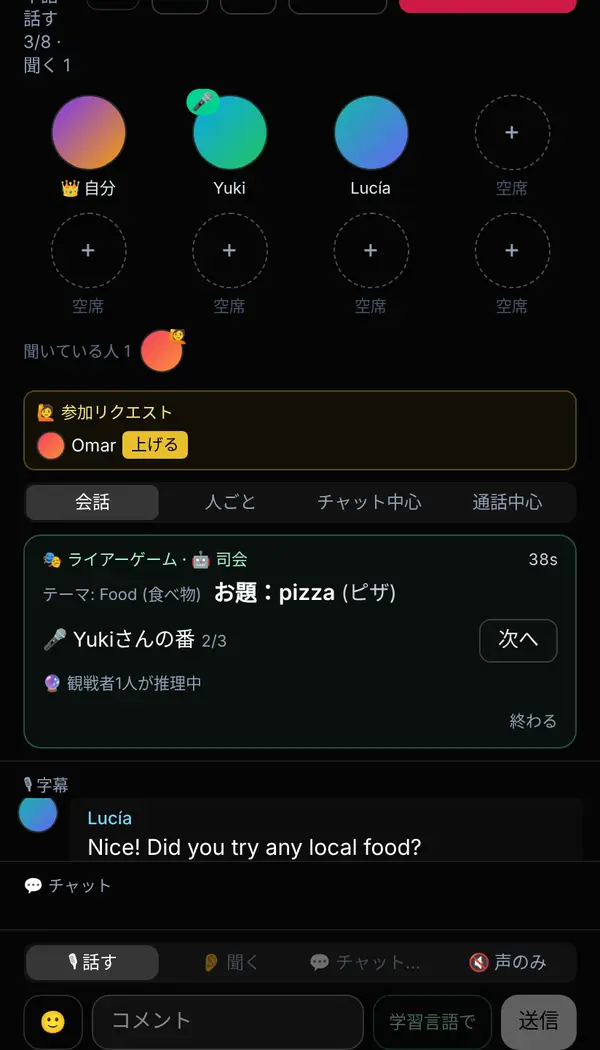 話す
3/8 ·
聞く 1
🎤
👑 自分
Yuki
Lucía
+
空席
+
空席
+
空席
+
空席
+
空席
聞いている人 1 🙋
🙋 参加リクエスト
Omar 上げる
会話 人ごと チャット中心 通話中心
🎭 ライアーゲーム · 🤖 司会 38s
テーマ: Food (食べ物) お題：pizza (ピザ)
🎤 Yukiさんの番 2/3 次へ
🔮 観戦者1人が推理中
終わる
🎙 字幕
Lucía
Nice! Did you try any local food?
💬 チャット
🎙 話す 👂 聞く 💬 チャット… 🔇 声のみ
🙂 コメント 学習言語で 送信